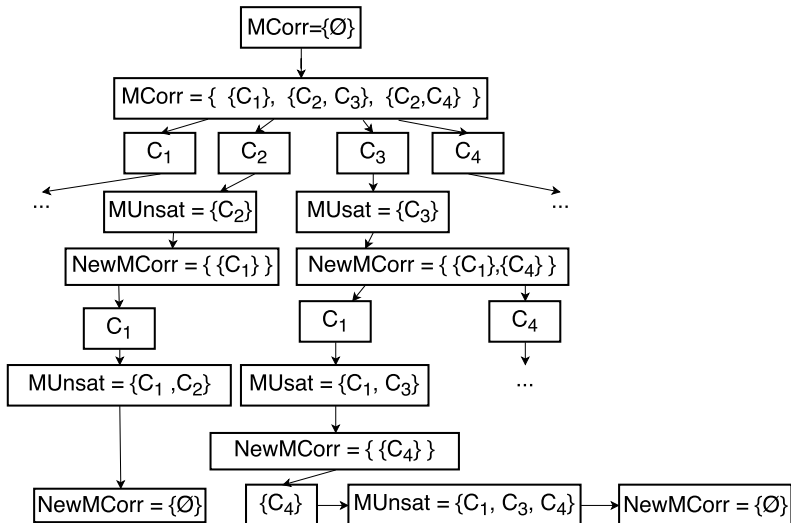 MCorr={Ø}
MCorr = { {C₁}, {C₂, C₃}, {C₂,C₄} }
C₁
C₂
C₃
C₄
...
MUnsat = {C₂}
MUsat = {C₃}
...
NewMCorr = { {C₁} }
NewMCorr = { {C₁},{C₄} }
C₁
C₁
C₄
MUnsat = {C₁ ,C₂}
MUsat = {C₁, C₃}
...
NewMCorr = { {C₄} }
NewMCorr = {Ø}
{C₄}
MUnsat = {C₁, C₃, C₄}
NewMCorr = {Ø}